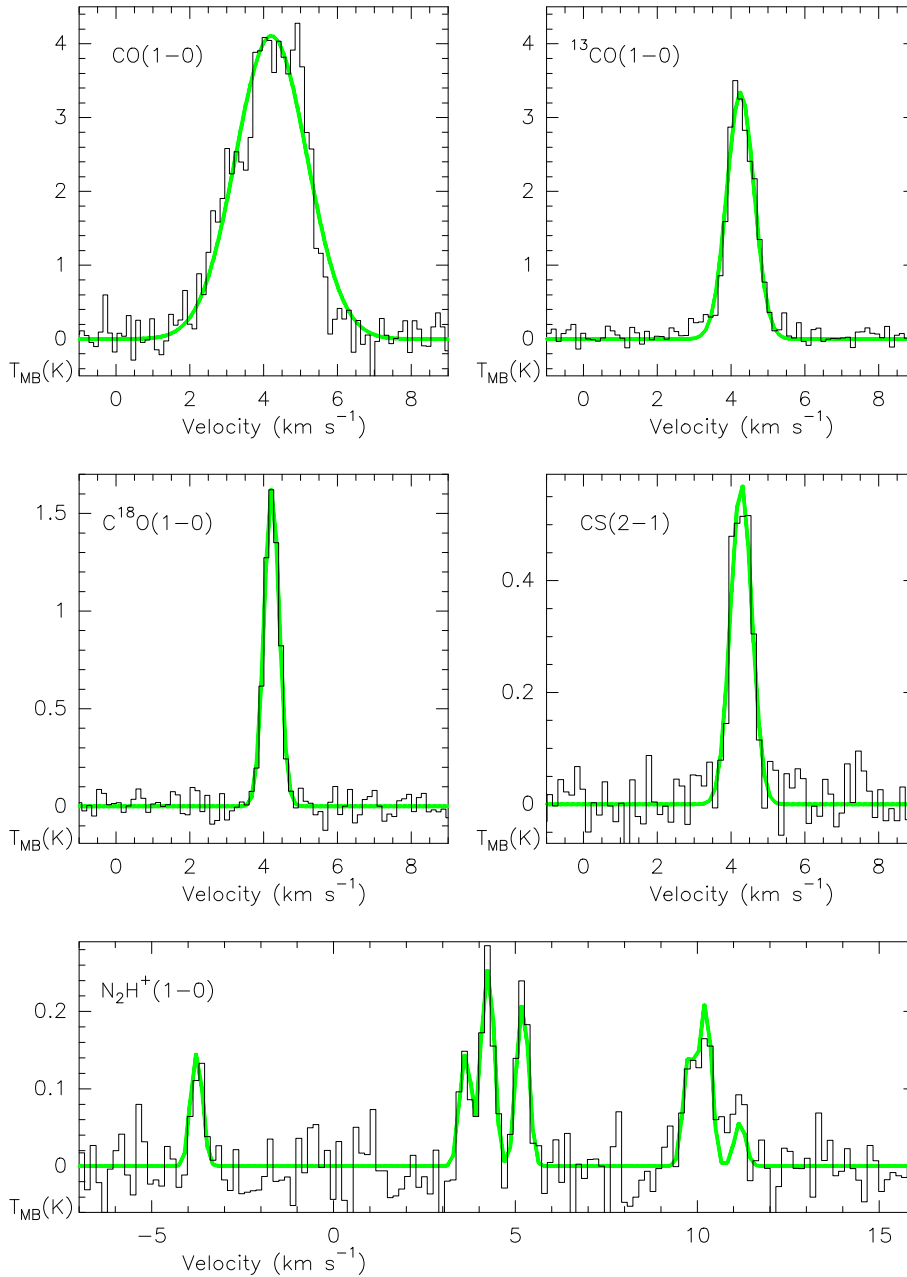 CO(1−0)
4
3
2
1
0
T_MB(K)
0 2 4 6 8
Velocity (km s⁻¹)
¹³CO(1−0)
4
3
2
1
0
T_MB(K)
0 2 4 6 8
Velocity (km s⁻¹)
C¹⁸O(1−0)
1.5
1
0.5
0
T_MB(K)
0 2 4 6 8
Velocity (km s⁻¹)
CS(2−1)
0.4
0.2
0
T_MB(K)
0 2 4 6 8
Velocity (km s⁻¹)
N₂H⁺(1−0)
0.2
0.1
0
T_MB(K)
−5 0 5 10 15
Velocity (km s⁻¹)